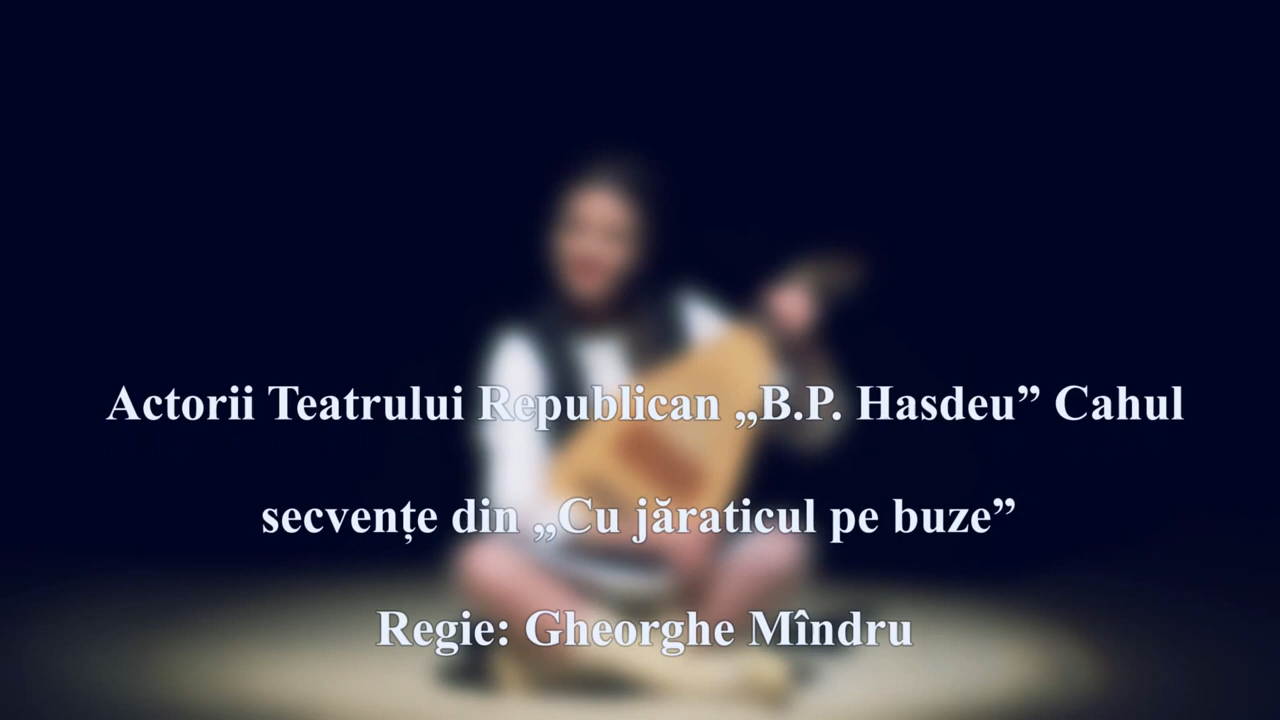 Actorii Teatrului Republican „B.P. Hasdeu” Cahul
secvențe din „Cu jăraticul pe buze”
Regie: Gheorghe Mîndru